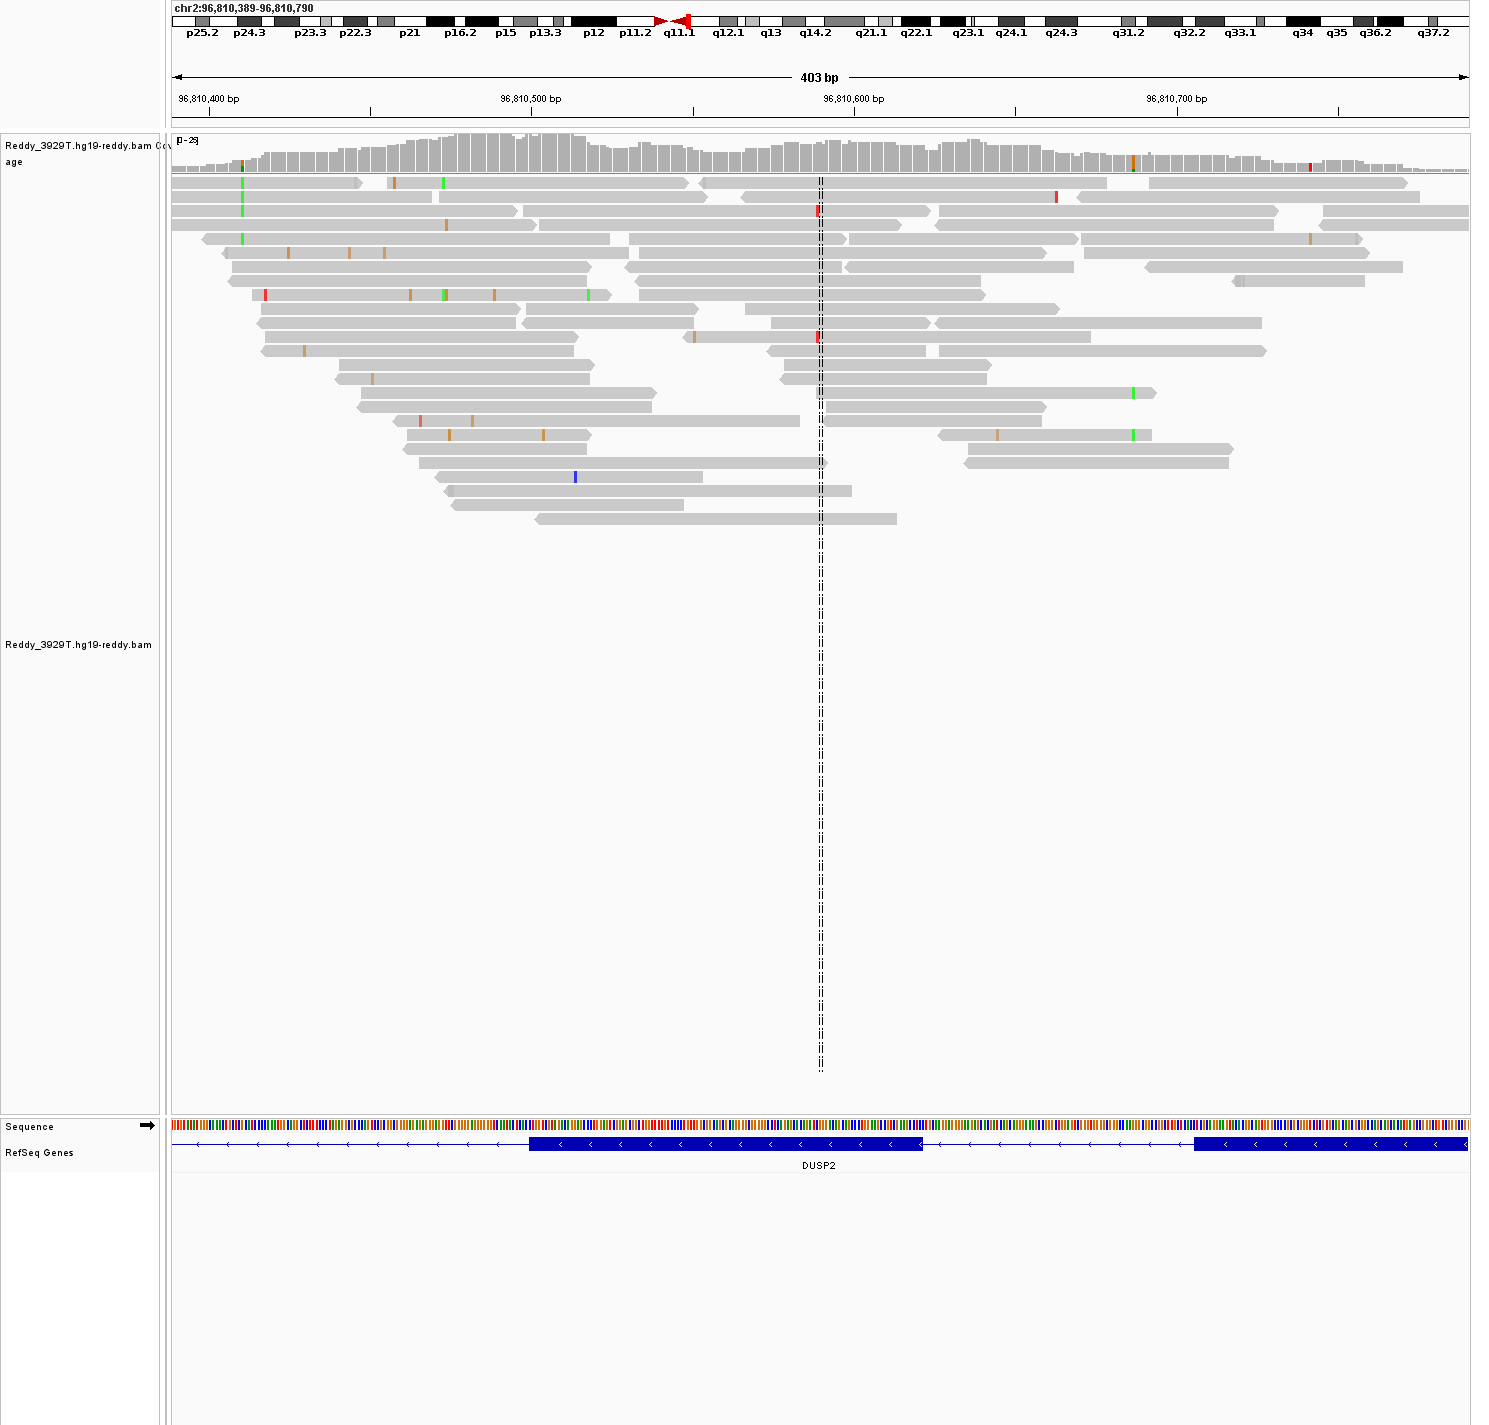 chr2:96,810,389-96,810,790
p25.2 p24.3 p23.3 p22.3 p21 p16.2 p15 p13.3 p12 p11.2 q11.1 q12.1 q13 q14.2 q21.1 q22.1 q23.1 q24.1 q24.3 q31.2 q32.2 q33.1 q34 q35 q36.2 q37.2
403 bp
96,810,400 bp 96,810,500 bp 96,810,600 bp 96,810,700 bp
Reddy_3929T.hg19-reddy.bam Cov
age
[0-25]
Reddy_3929T.hg19-reddy.bam
Sequence
RefSeq Genes
DUSP2